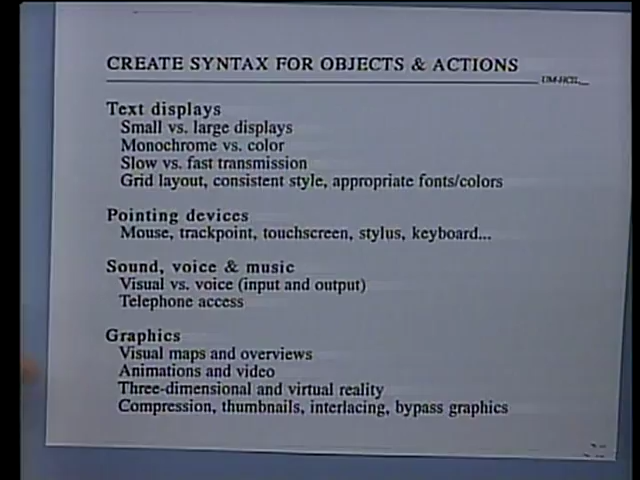 CREATE SYNTAX FOR OBJECTS & ACTIONS
UM-HCIL
Text displays
Small vs. large displays
Monochrome vs. color
Slow vs. fast transmission
Grid layout, consistent style, appropriate fonts/colors
Pointing devices
Mouse, trackpoint, touchscreen, stylus, keyboard...
Sound, voice & music
Visual vs. voice (input and output)
Telephone access
Graphics
Visual maps and overviews
Animations and video
Three-dimensional and virtual reality
Compression, thumbnails, interlacing, bypass graphics